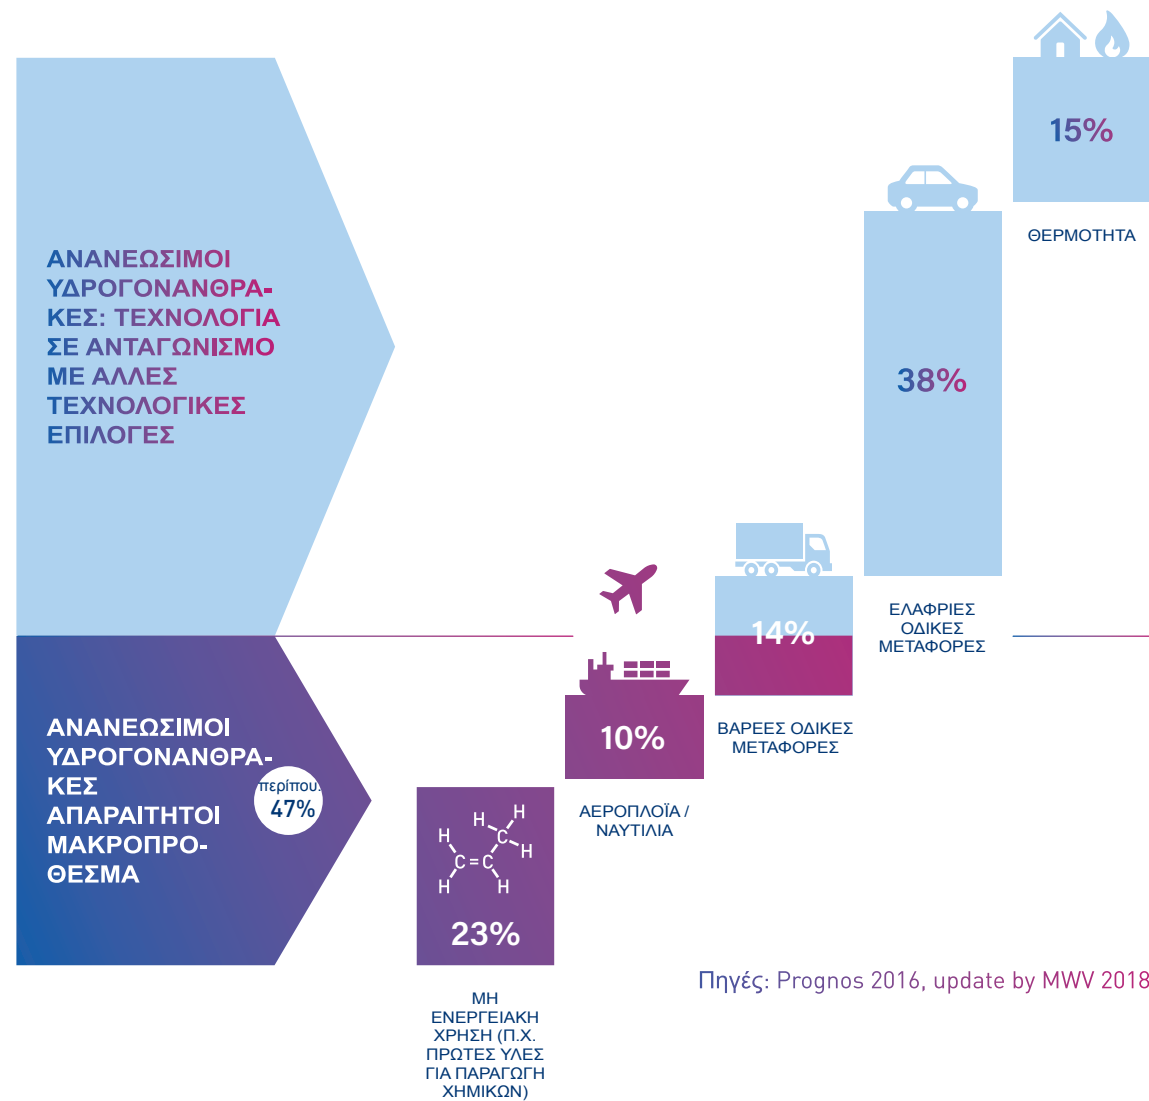 ΑΝΑΝΕΩΣΙΜΟΙ
ΥΔΡΟΓΟΝΑΝΘΡΑ-
ΚΕΣ: ΤΕΧΝΟΛΟΓΙΑ
ΣΕ ΑΝΤΑΓΩΝΙΣΜΟ
ΜΕ ΑΛΛΕΣ
ΤΕΧΝΟΛΟΓΙΚΕΣ
ΕΠΙΛΟΓΕΣ
ΑΝΑΝΕΩΣΙΜΟΙ
ΥΔΡΟΓΟΝΑΝΘΡΑ-
ΚΕΣ
ΑΠΑΡΑΙΤΗΤΟΙ
ΜΑΚΡΟΠΡΟ-
ΘΕΣΜΑ
περίπου.
47%
H
H
H
C
H
C=C
H
H
23%
ΜΗ
ΕΝΕΡΓΕΙΑΚΗ
ΧΡΗΣΗ (Π.Χ.
ΠΡΩΤΕΣ ΥΛΕΣ
ΓΙΑ ΠΑΡΑΓΩΓΗ
ΧΗΜΙΚΩΝ)
10%
ΑΕΡΟΠΛΟΪΑ /
ΝΑΥΤΙΛΙΑ
14%
ΒΑΡΕΕΣ ΟΔΙΚΕΣ
ΜΕΤΑΦΟΡΕΣ
38%
ΕΛΑΦΡΙΕΣ
ΟΔΙΚΕΣ
ΜΕΤΑΦΟΡΕΣ
15%
ΘΕΡΜΟΤΗΤΑ
Πηγές: Prognos 2016, update by MWV 2018